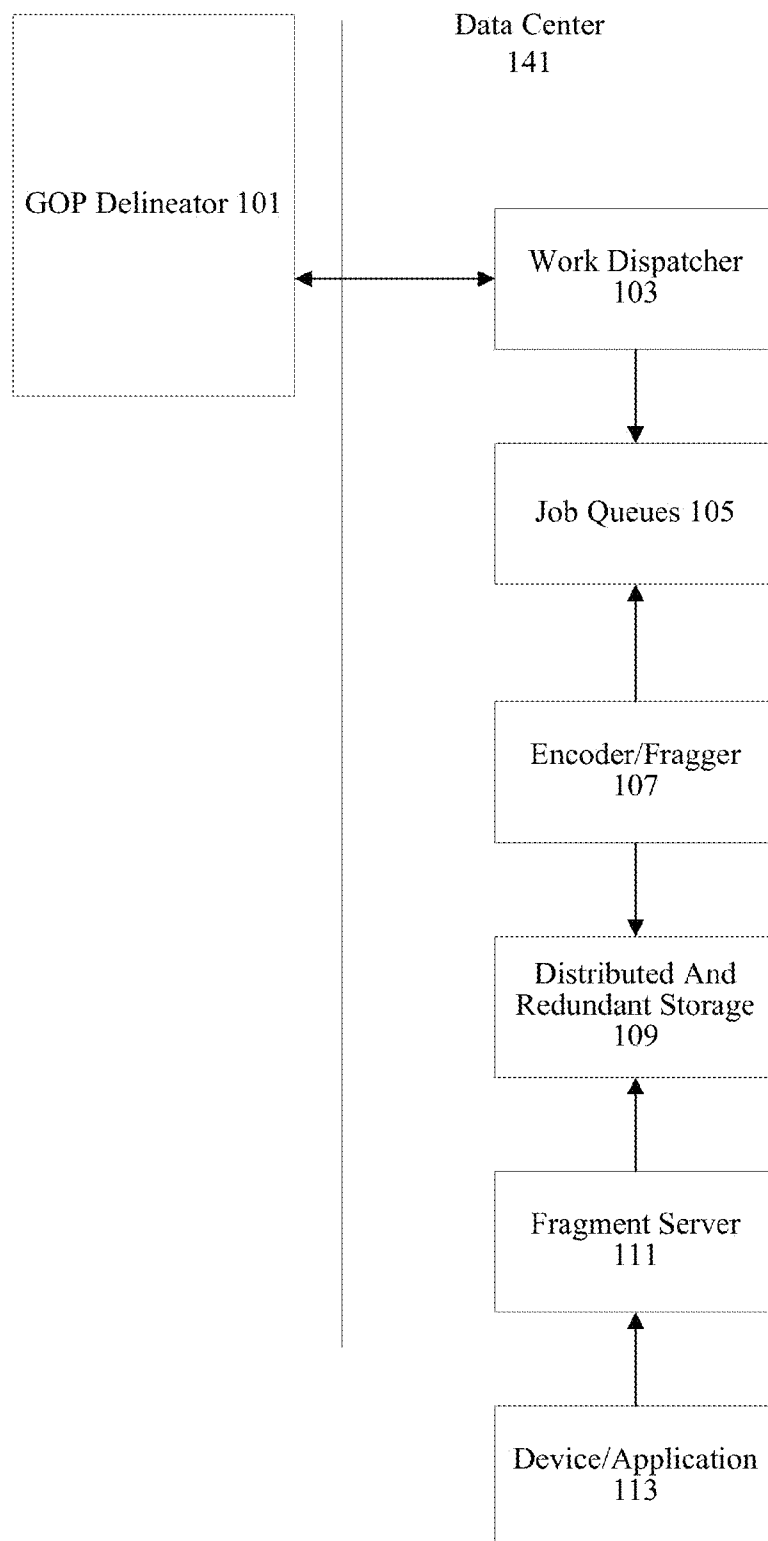 Data Center
141
GOP Delineator 101
Work Dispatcher
103
Job Queues 105
Encoder/Fragger
107
Distributed And
Redundant Storage
109
Fragment Server
111
Device/Application
113